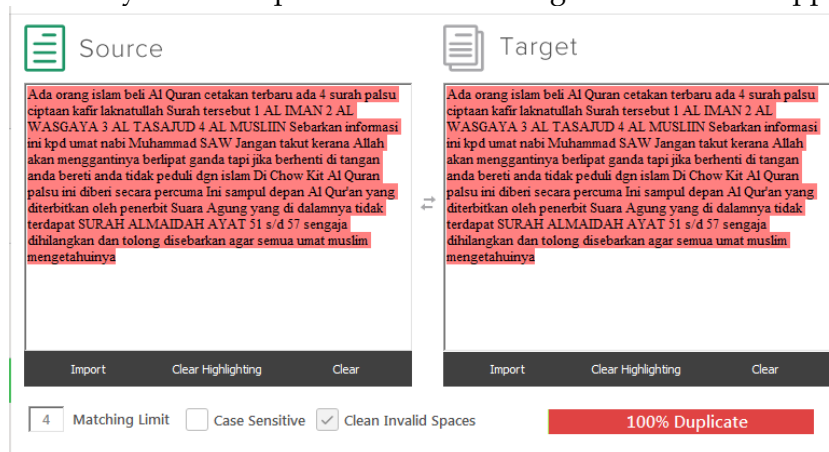 Source
Ada orang islam beli Al Quran cetakan terbaru ada 4 surah palsu
ciptaan kafir laknatullah Surah tersebut 1 AL IMAN 2 AL
WASGAYA 3 AL TASAJUD 4 AL MUSLIIN Sebarkan informasi
ini kpd umat nabi Muhammad SAW Jangan takut kerana Allah
akan menggantinya berlipat ganda tapi jika berhenti di tangan
anda bereti anda tidak peduli dgn islam Di Chow Kit Al Quran
palsu ini diberi secara percuma Ini sampul depan Al Qur'an yang
diterbitkan oleh penerbit Suara Agung yang di dalamnya tidak
terdapat SURAH ALMAIDAH AYAT 51 s/d 57 sengaja
dihilangkan dan tolong disebarkan agar semua umat muslim
mengetahuinya
Import Clear Highlighting Clear
Target
Ada orang islam beli Al Quran cetakan terbaru ada 4 surah palsu
ciptaan kafir laknatullah Surah tersebut 1 AL IMAN 2 AL
WASGAYA 3 AL TASAJUD 4 AL MUSLIIN Sebarkan informasi
ini kpd umat nabi Muhammad SAW Jangan takut kerana Allah
akan menggantinya berlipat ganda tapi jika berhenti di tangan
anda bereti anda tidak peduli dgn islam Di Chow Kit Al Quran
palsu ini diberi secara percuma Ini sampul depan Al Qur'an yang
diterbitkan oleh penerbit Suara Agung yang di dalamnya tidak
terdapat SURAH ALMAIDAH AYAT 51 s/d 57 sengaja
dihilangkan dan tolong disebarkan agar semua umat muslim
mengetahuinya
Import Clear Highlighting Clear
4 Matching Limit Case Sensitive Clean Invalid Spaces 100% Duplicate